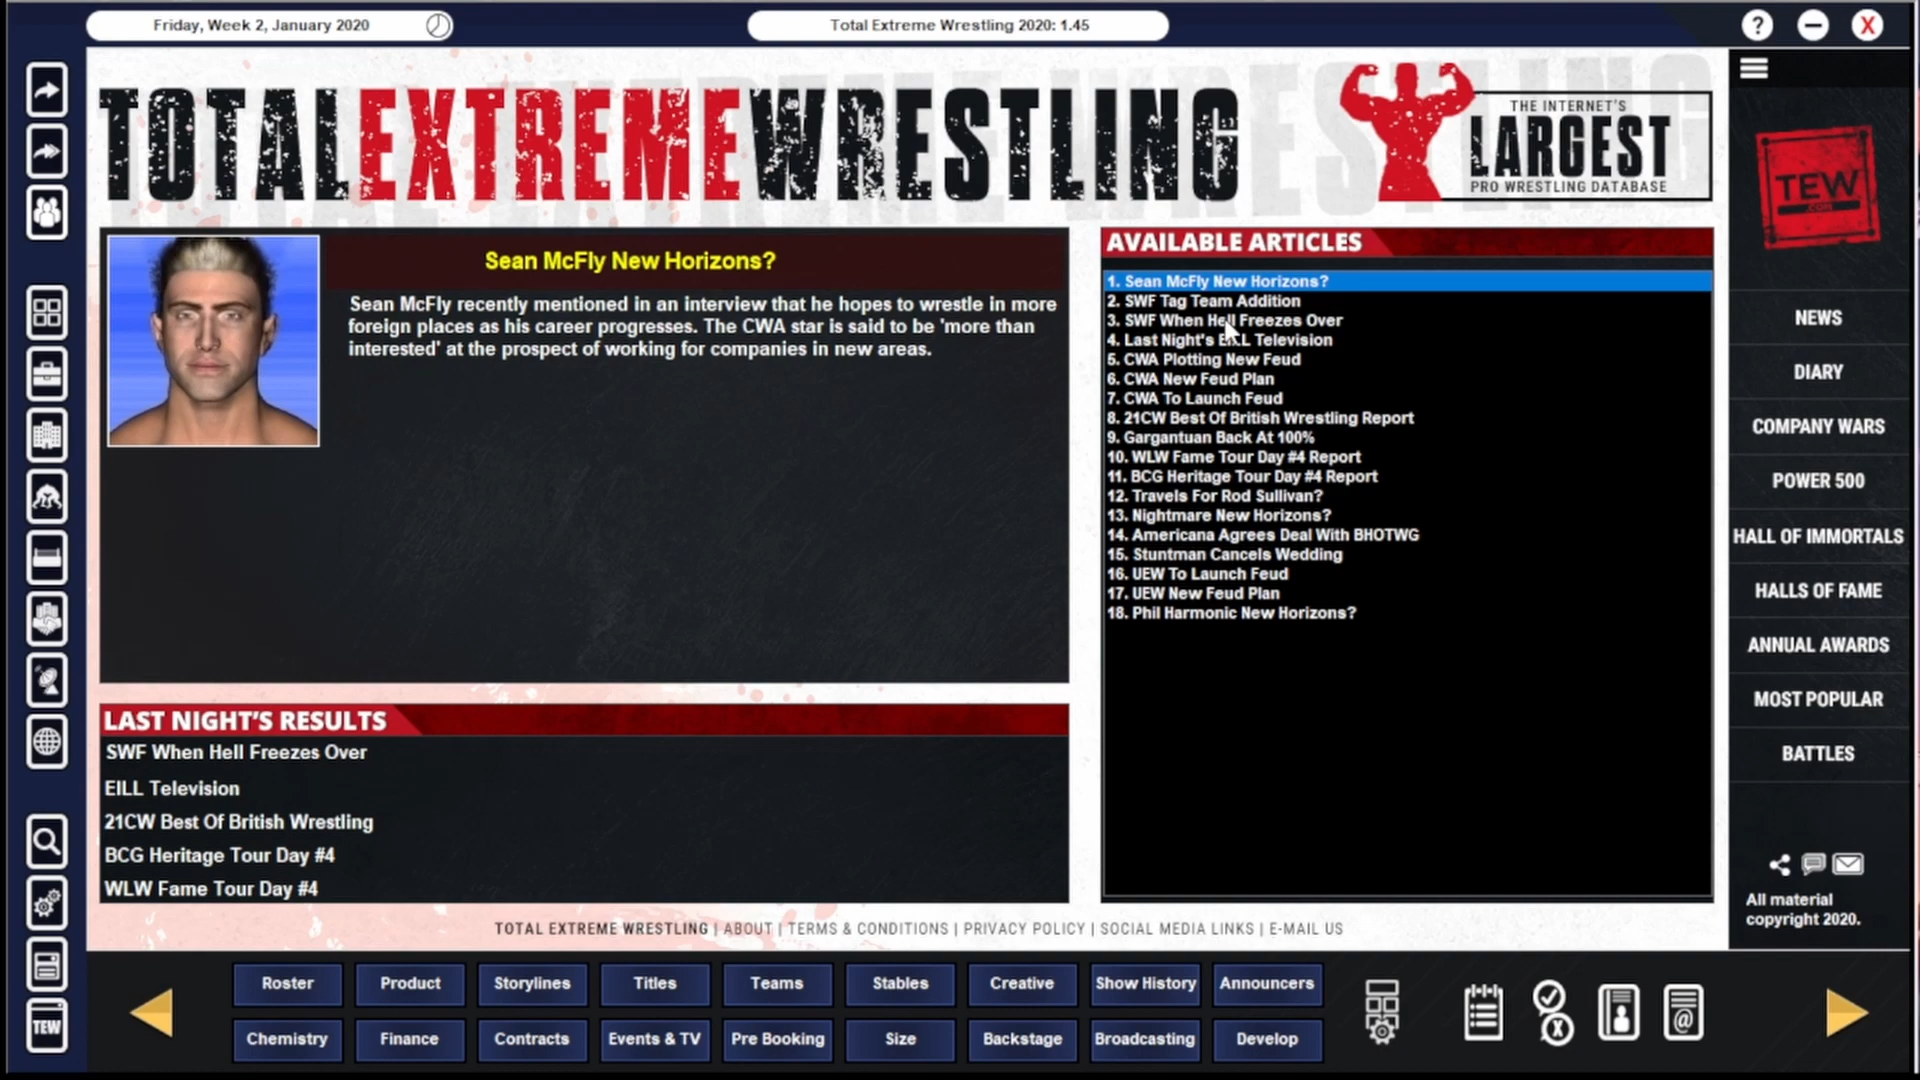 Friday, Week 2, January 2020
Total Extreme Wrestling 2020: 1.45
?
X
TOTALEXTREMEWRESTLING
THE INTERNET'S
LARGEST
PRO WRESTLING DATABASE
TEW
.COM
Sean McFly New Horizons?
Sean McFly recently mentioned in an interview that he hopes to wrestle in more
foreign places as his career progresses. The CWA star is said to be 'more than
interested' at the prospect of working for companies in new areas.
AVAILABLE ARTICLES
1. Sean McFly New Horizons?
2. SWF Tag Team Addition
3. SWF When Hell Freezes Over
4. Last Night's EILL Television
5. CWA Plotting New Feud
6. CWA New Feud Plan
7. CWA To Launch Feud
8. 21CW Best Of British Wrestling Report
9. Gargantuan Back At 100%
10. WLW Fame Tour Day #4 Report
11. BCG Heritage Tour Day #4 Report
12. Travels For Rod Sullivan?
13. Nightmare New Horizons?
14. Americana Agrees Deal With BHOTWG
15. Stuntman Cancels Wedding
16. UEW To Launch Feud
17. UEW New Feud Plan
18. Phil Harmonic New Horizons?
LAST NIGHT'S RESULTS
SWF When Hell Freezes Over
EILL Television
21CW Best Of British Wrestling
BCG Heritage Tour Day #4
WLW Fame Tour Day #4
NEWS
DIARY
COMPANY WARS
POWER 500
HALL OF IMMORTALS
HALLS OF FAME
ANNUAL AWARDS
MOST POPULAR
BATTLES
All material
copyright 2020.
TOTAL EXTREME WRESTLING | ABOUT | TERMS & CONDITIONS | PRIVACY POLICY | SOCIAL MEDIA LINKS | E-MAIL US
TEW
Roster Product Storylines Titles Teams Stables Creative Show History Announcers
Chemistry Finance Contracts Events & TV Pre Booking Size Backstage Broadcasting Develop